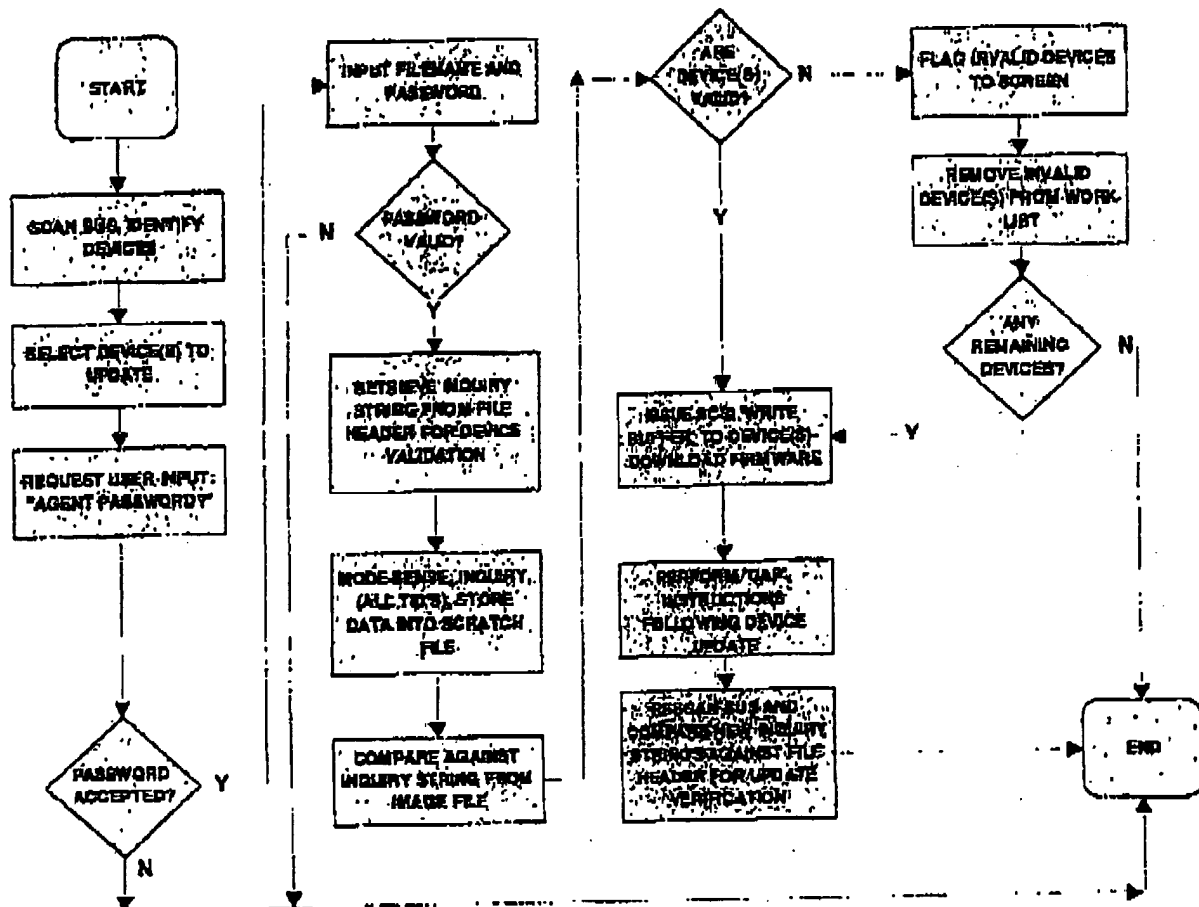 START
SCAN BUS, IDENTIFY
DEVICES
SELECT DEVICE(S) TO
UPDATE
REQUEST USER INPUT:
"AGENT PASSWORD?"
PASSWORD
ACCEPTED?
Y
N
INPUT FILENAME AND
PASSWORD
PASSWORD
VALID?
N
Y
RETRIEVE INQUIRY
STRING FROM FILE
HEADER FOR DEVICE
VALIDATION
MODE SENSE, INQUIRY,
(ALL STORE
DATA INTO SCRATCH
FILE
COMPARE AGAINST
INQUIRY STRING FROM
IMAGE FILE
ARE
DEVICE(S)
VALID?
N
Y
ISSUE SCSI WRITE
BUFFER TO DEVICE(S)-
DOWNLOAD FIRMWARE
PERFORM
INSTRUCTIONS
FOLLOWING DEVICE
UPDATE
RESCAN BUS AND
COMPARE NEW INQUIRY
STRINGS AGAINST FILE
HEADER FOR UPDATE
VERIFICATION
FLAG INVALID DEVICES
TO SCREEN
REMOVE INVALID
DEVICE(S) FROM WORK
LIST
ANY
REMAINING
DEVICES?
N
Y
END